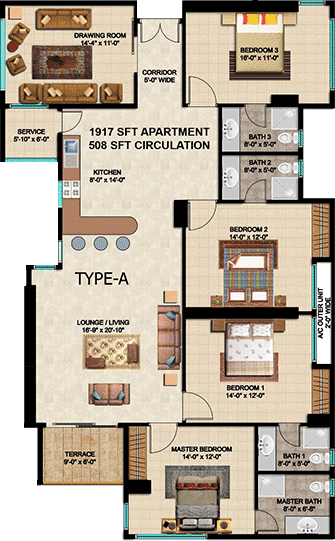 DRAWING ROOM
14'-4" x 11'-0"
BEDROOM 3
16'-0" x 11'-0"
CORRIDOR
5'-0" WIDE
SERVICE
5'-10" x 6'-0"
1917 SFT APARTMENT
508 SFT CIRCULATION
BATH 3
8'-0" x 5'-0"
BATH 2
8'-0" x 5'-0"
KITCHEN
8'-0" x 14'-0"
BEDROOM 2
14'-0" x 12'-0"
TYPE-A
A/C OUTER UNIT
2'-0" WIDE
LOUNGE / LIVING
16'-9" x 20'-10"
BEDROOM 1
14'-0" x 12'-0"
TERRACE
9'-0" x 6'-0"
MASTER BEDROOM
14'-0" x 12'-0"
BATH 1
8'-0" x 5'-0"
MASTER BATH
8'-0" x 6'-8"